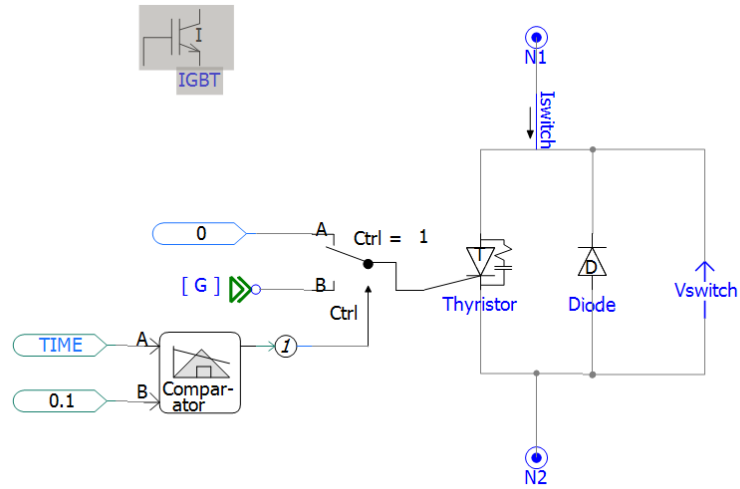 I
IGBT
N1
Iswitch
0
A
Ctrl = 1
[ G ]
B
Ctrl
T
Thyristor
D
Diode
Vswitch
TIME
A
1
0.1
B
Compar-
ator
N2